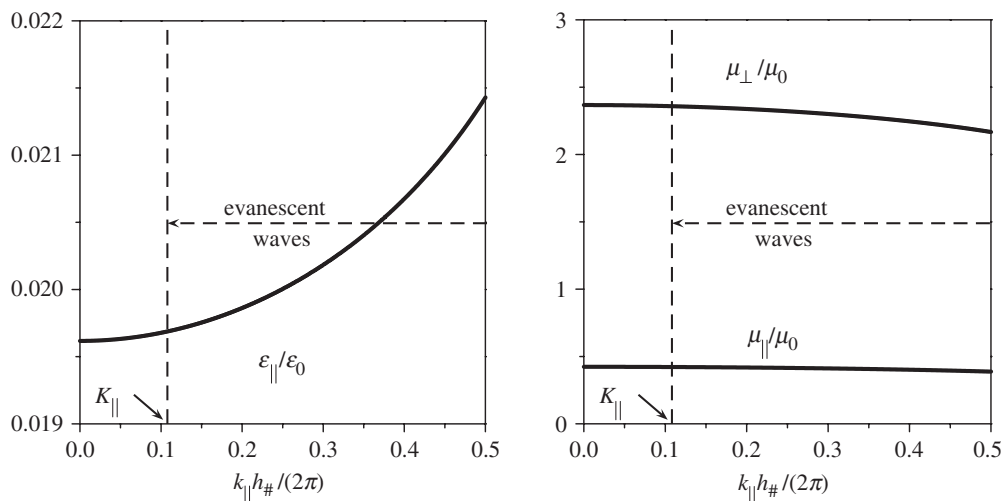 0.022
0.021
0.020
0.019
evanescent
waves
ε||/ε0
K||
0.0 0.1 0.2 0.3 0.4 0.5
k||h#/(2π)
3
2
1
0
μ⊥/μ0
evanescent
waves
μ||/μ0
K||
0.0 0.1 0.2 0.3 0.4 0.5
k||h#/(2π)